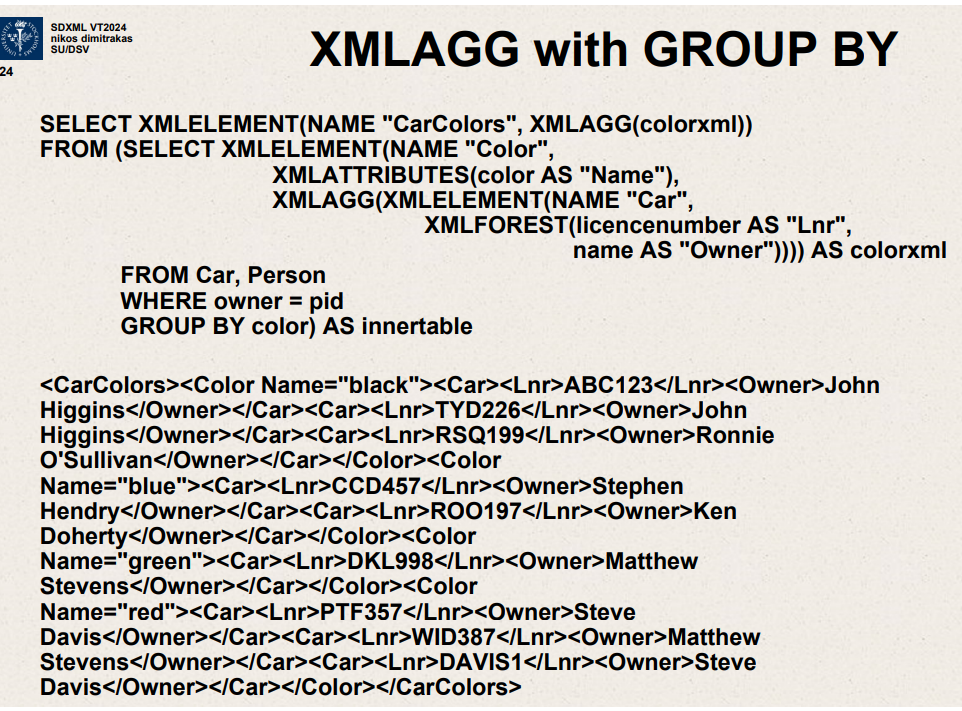 SDXML VT2024
nikos dimitrakas
SU/DSV
24
XMLAGG with GROUP BY
SELECT XMLELEMENT(NAME "CarColors", XMLAGG(colorxml))
FROM (SELECT XMLELEMENT(NAME "Color",
XMLATTRIBUTES(color AS "Name"),
XMLAGG(XMLELEMENT(NAME "Car",
XMLFOREST(licencenumber AS "Lnr",
name AS "Owner")))) AS colorxml
FROM Car, Person
WHERE owner = pid
GROUP BY color) AS innertable
<CarColors><Color Name="black"><Car><Lnr>ABC123</Lnr><Owner>John
Higgins</Owner></Car><Car><Lnr>TYD226</Lnr><Owner>John
Higgins</Owner></Car><Car><Lnr>RSQ199</Lnr><Owner>Ronnie
O'Sullivan</Owner></Car></Color><Color
Name="blue"><Car><Lnr>CCD457</Lnr><Owner>Stephen
Hendry</Owner></Car><Car><Lnr>ROO197</Lnr><Owner>Ken
Doherty</Owner></Car></Color><Color
Name="green"><Car><Lnr>DKL998</Lnr><Owner>Matthew
Stevens</Owner></Car></Color><Color
Name="red"><Car><Lnr>PTF357</Lnr><Owner>Steve
Davis</Owner></Car><Car><Lnr>WID387</Lnr><Owner>Matthew
Stevens</Owner></Car><Car><Lnr>DAVIS1</Lnr><Owner>Steve
Davis</Owner></Car></Color></CarColors>